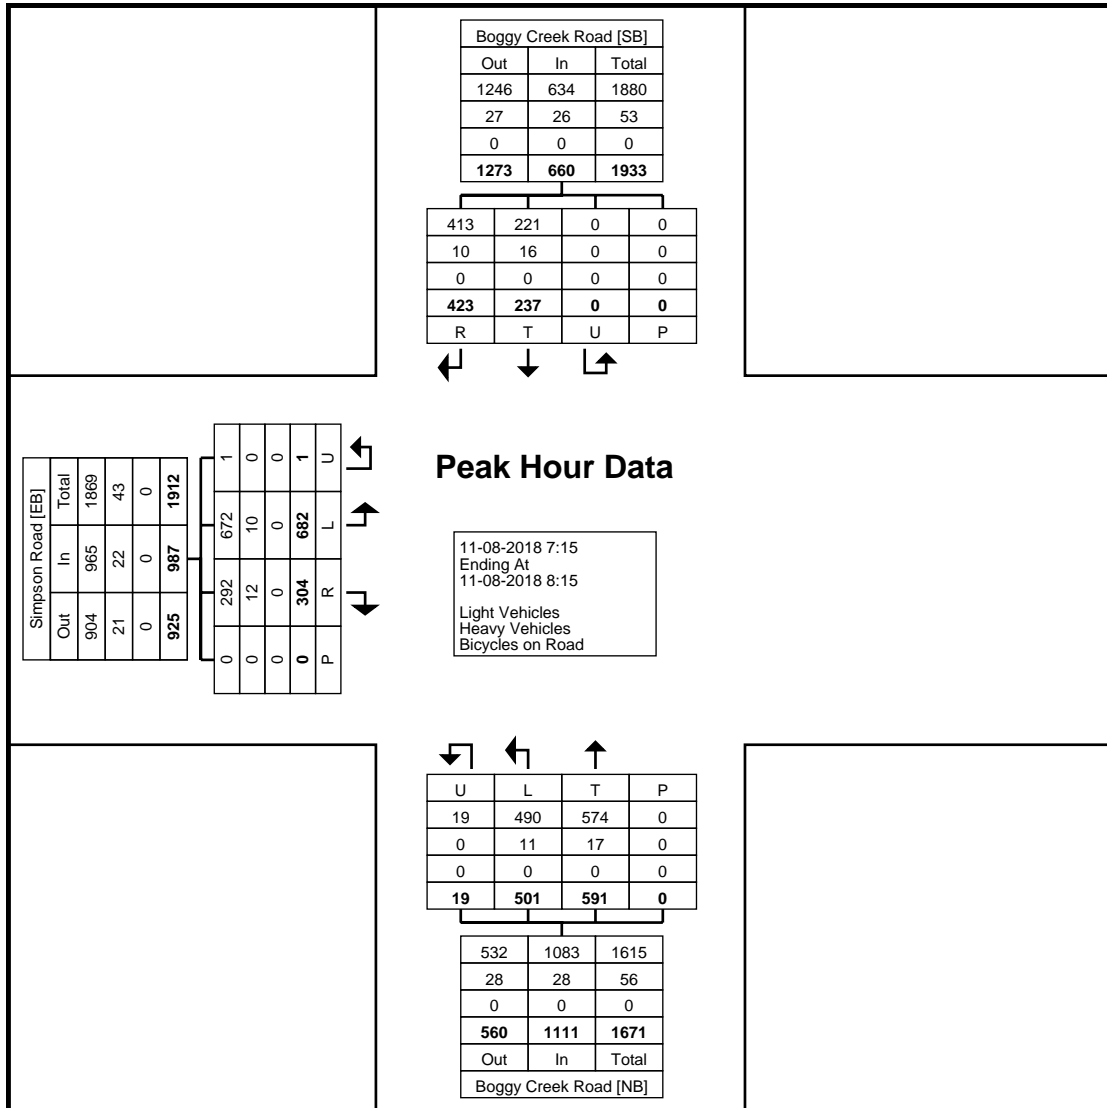 Boggy Creek Road [SB]
Out In Total
1246 634 1880
27 26 53
0 0 0
1273 660 1933
413 221 0 0
10 16 0 0
0 0 0 0
423 237 0 0
R T U P
Simpson Road [EB]
Out In Total
904 965 1869
21 22 43
0 0 0
925 987 1912
0 292 672 1
0 12 10 0
0 0 0 0
0 304 682 1
P R L U
Peak Hour Data
11-08-2018 7:15
Ending At
11-08-2018 8:15
Light Vehicles
Heavy Vehicles
Bicycles on Road
U L T P
19 490 574 0
0 11 17 0
0 0 0 0
19 501 591 0
532 1083 1615
28 28 56
0 0 0
560 1111 1671
Out In Total
Boggy Creek Road [NB]